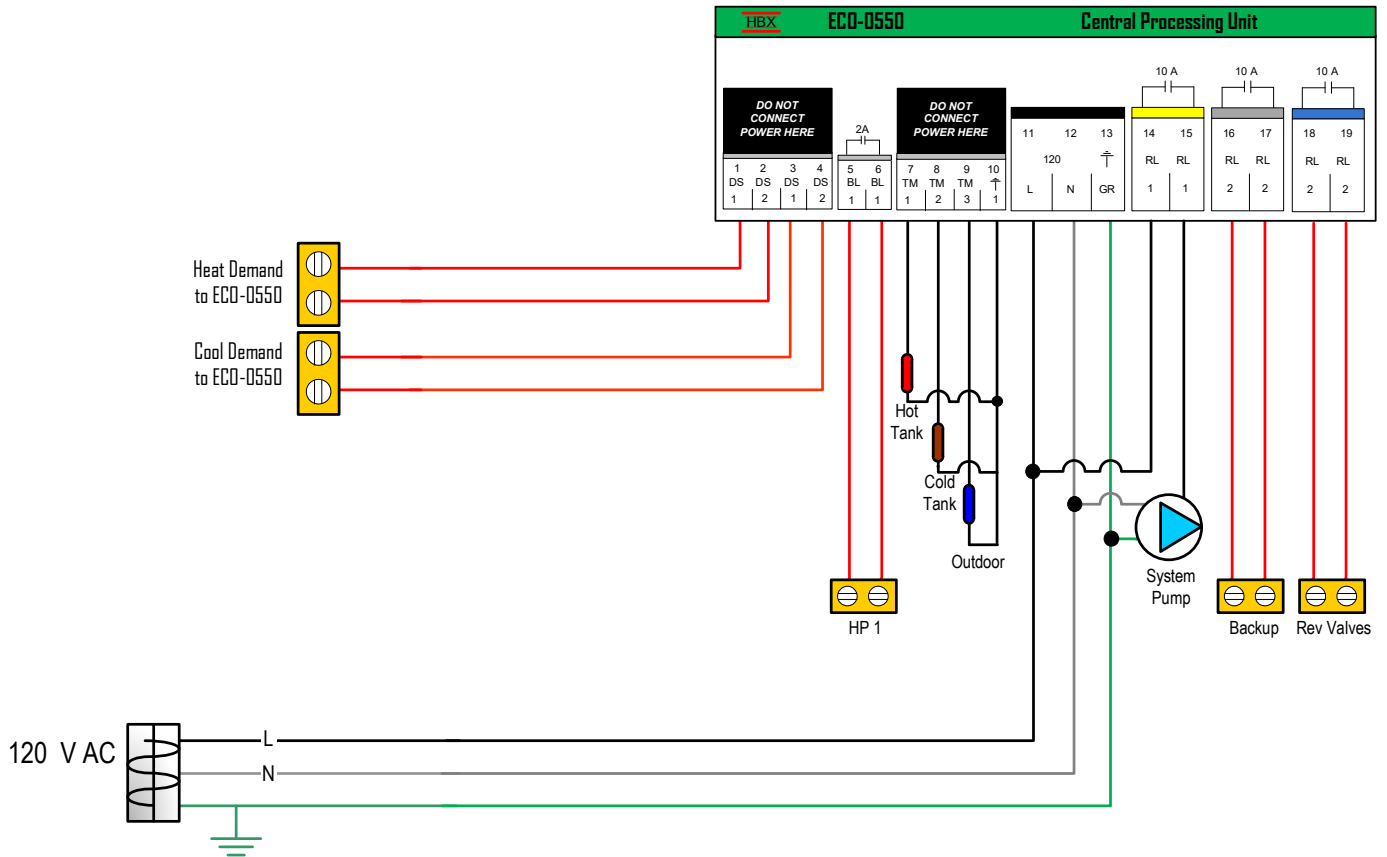 HBX ECO-0550 Central Processing Unit
10 A 10 A 10 A
DO NOT
CONNECT
POWER HERE
2A
DO NOT
CONNECT
POWER HERE
1 2 3 4
DS DS DS DS
1 2 1 2
5 6
BL BL
1 1
7 8 9 10
TM TM TM
1 2 3 1
11 12 13
120
L N GR
14 15
RL RL
1 1
16 17
RL RL
2 2
18 19
RL RL
2 2
Heat Demand
to ECO-0550
Cool Demand
to ECO-0550
Hot
Tank
Cold
Tank
Outdoor
System
Pump
HP 1
Backup
Rev Valves
120 V AC
L
N